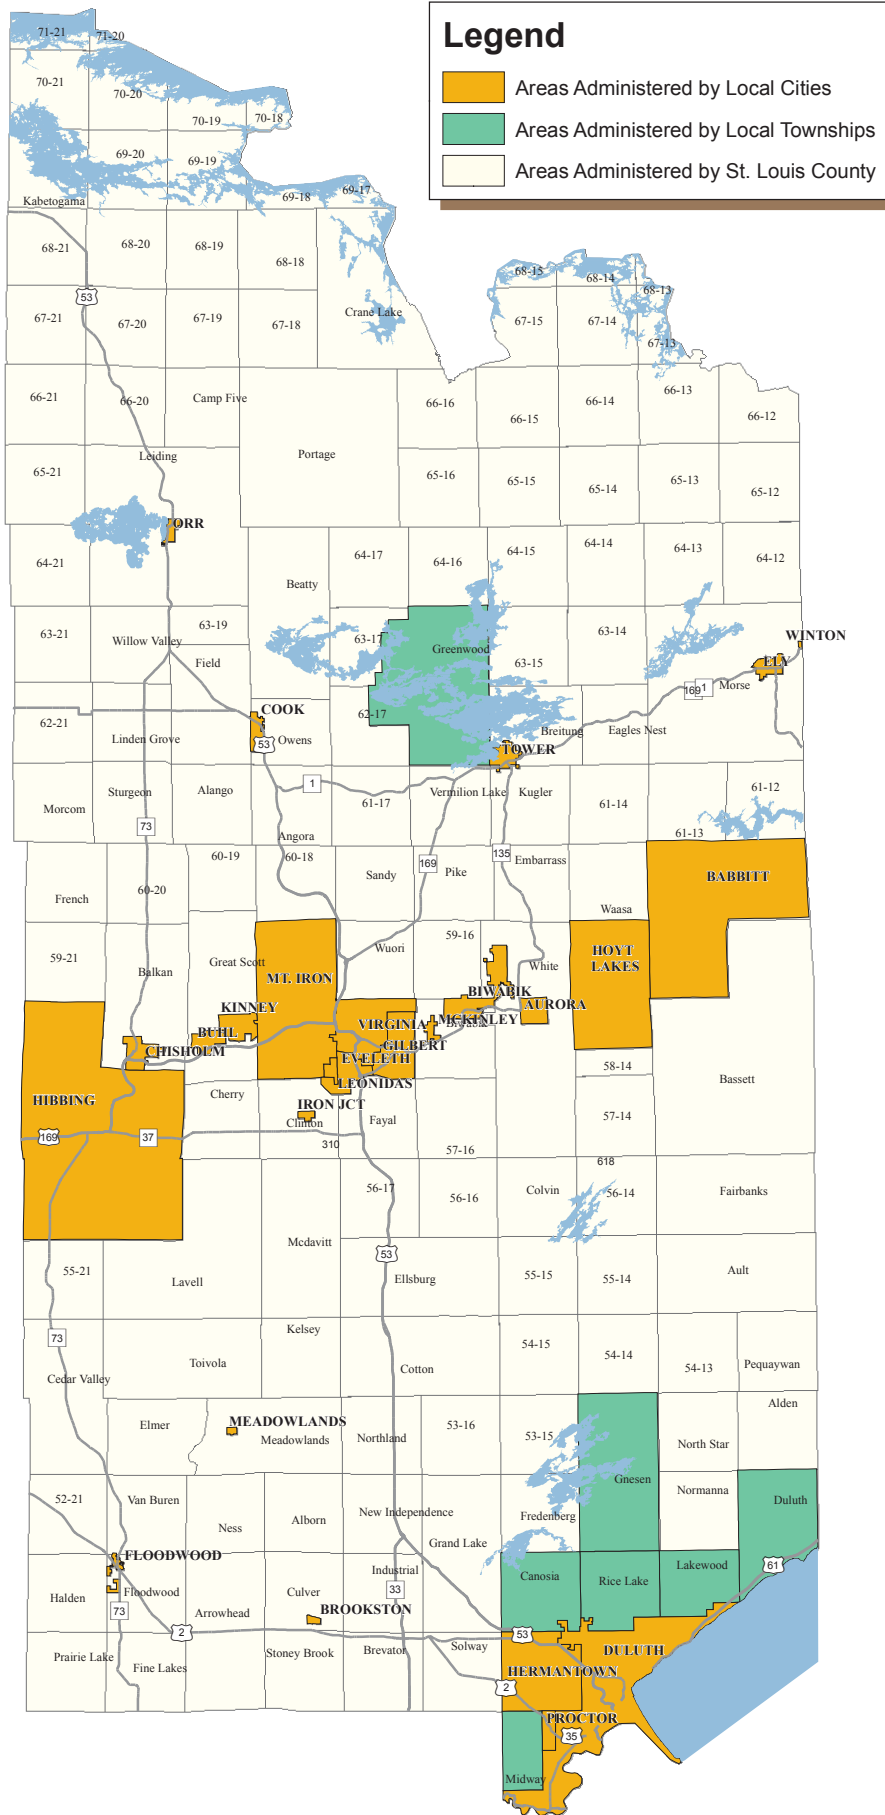 Legend
Areas Administered by Local Cities
Areas Administered by Local Townships
Areas Administered by St. Louis County
71-21
71-20
70-21
70-20
70-19
70-18
69-20
69-19
69-18
69-17
Kabetogama
68-21
68-20
68-19
68-18
68-15
68-14
68-13
53
67-21
67-20
67-19
67-18
Crane Lake
67-15
67-14
67-13
66-21
66-20
Camp Five
66-16
66-15
66-14
66-13
66-12
Leiding
Portage
65-21
65-16
65-15
65-14
65-13
65-12
ORR
64-21
Beatty
64-17
64-16
64-15
64-14
64-13
64-12
63-21
Willow Valley
63-19
Field
63-17
Greenwood
63-15
63-14
WINTON
ELY
169
1
Morse
62-21
Linden Grove
COOK
53
Owens
62-17
TOWER
Breitung
Eagles Nest
Morcom
Sturgeon
Alango
1
61-17
Vermilion Lake
Kugler
61-14
61-13
61-12
73
Angora
169
135
French
60-20
60-19
60-18
Sandy
Pike
Embarrass
Waasa
BABBITT
59-21
Balkan
Great Scott
MT. IRON
Wuori
59-16
White
HOYT
LAKES
BIWABIK
AURORA
KINNEY
BUHL
CHISHOLM
VIRGINIA
MCKINLEY
GILBERT
EVELETH
LEONIDAS
58-14
Bassett
HIBBING
Cherry
IRON JCT
Clinton
Fayal
57-14
169
37
310
57-16
618
56-17
56-16
Colvin
56-14
Fairbanks
Mcdavitt
53
55-21
Lavell
Ellsburg
55-15
55-14
Ault
73
Kelsey
54-15
54-14
54-13
Pequaywan
Cedar Valley
Toivola
Cotton
Alden
Elmer
MEADOWLANDS
Meadowlands
Northland
53-16
53-15
North Star
Gnesen
Normanna
Duluth
52-21
Van Buren
Ness
Alborn
New Independence
Fredenberg
Grand Lake
FLOODWOOD
Floodwood
Halden
Industrial
Canosia
Rice Lake
Lakewood
61
Culver
33
73
Arrowhead
BROOKSTON
2
53
Prairie Lake
Fine Lakes
Stoney Brook
Brevator
Solway
DULUTH
HERMANTOWN
2
PROCTOR
35
Midway